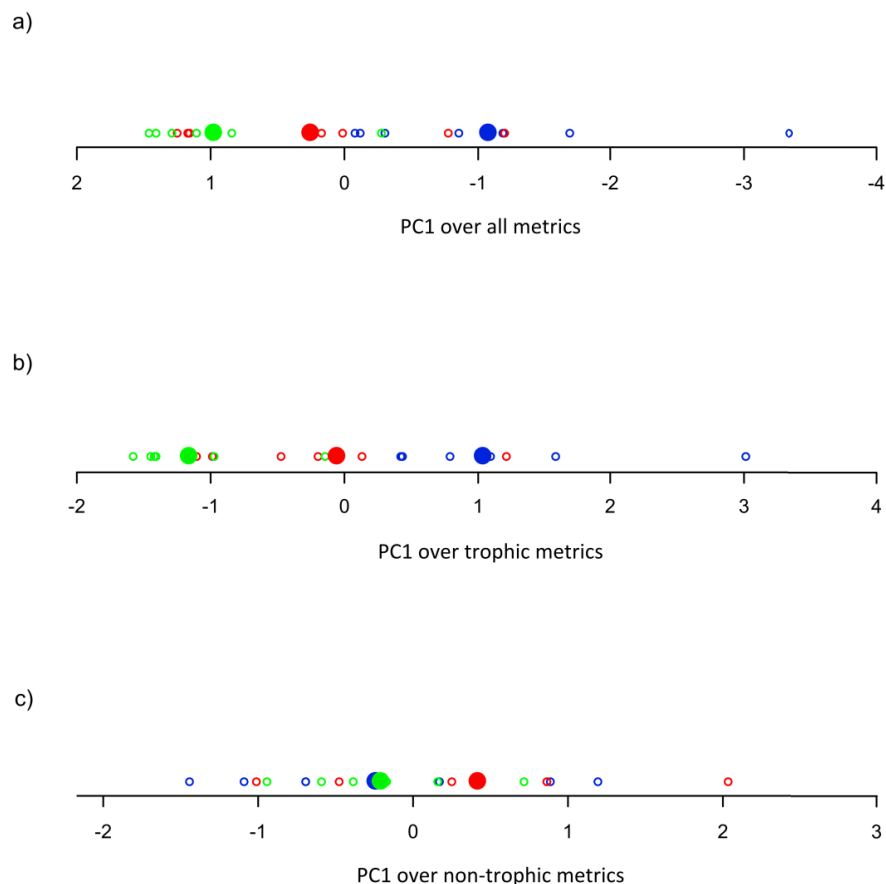 a)
2 1 0 -1 -2 -3 -4
PC1 over all metrics
b)
-2 -1 0 1 2 3 4
PC1 over trophic metrics
c)
-2 -1 0 1 2 3
PC1 over non-trophic metrics